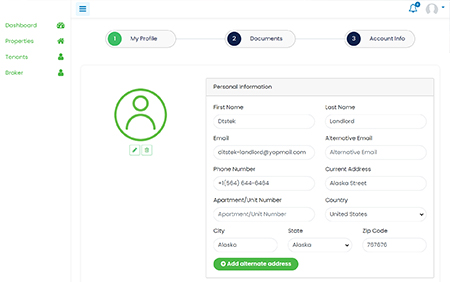 Dashboard
Properties
Tenants
Broker
1 My Profile
2 Documents
3 Account Info
Personal Information
First Name Last Name
Dtstek Landlord
Email Alternative Email
ditstek+landlord@yopmail.com Alternative Email
Phone Number Current Address
+1(564) 644-6464 Alaska Street
Apartment/Unit Number Country
Apartment/Unit Number United States
City State Zip Code
Alaska Alaska 767676
Add alternate address